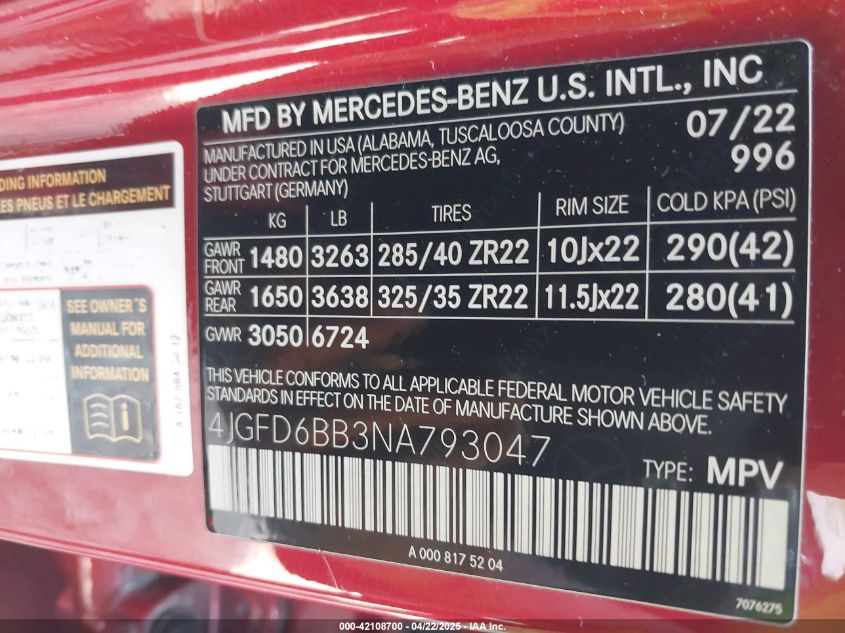 MFD BY MERCEDES-BENZ U.S. INTL., INC
MANUFACTURED IN USA (ALABAMA, TUSCALOOSA COUNTY) 07/22
UNDER CONTRACT FOR MERCEDES-BENZ AG, 996
STUTTGART (GERMANY)
KG LB TIRES RIM SIZE COLD KPA (PSI)
GAWR FRONT 1480 3263 285/40 ZR22 10Jx22 290(42)
GAWR REAR 1650 3638 325/35 ZR22 11.5Jx22 280(41)
GVWR 3050 6724
THIS VEHICLE CONFORMS TO ALL APPLICABLE FEDERAL MOTOR VEHICLE SAFETY
STANDARDS IN EFFECT ON THE DATE OF MANUFACTURE SHOWN ABOVE.
4JGFD6BB3NA793047
TYPE: MPV
A 000 817 52 04
7076275
DING INFORMATION
LES PNEUS ET LE CHARGEMENT
SEE OWNER'S
MANUAL FOR
ADDITIONAL
INFORMATION
000-42108700 - 04/22/2025 - IAA Inc.